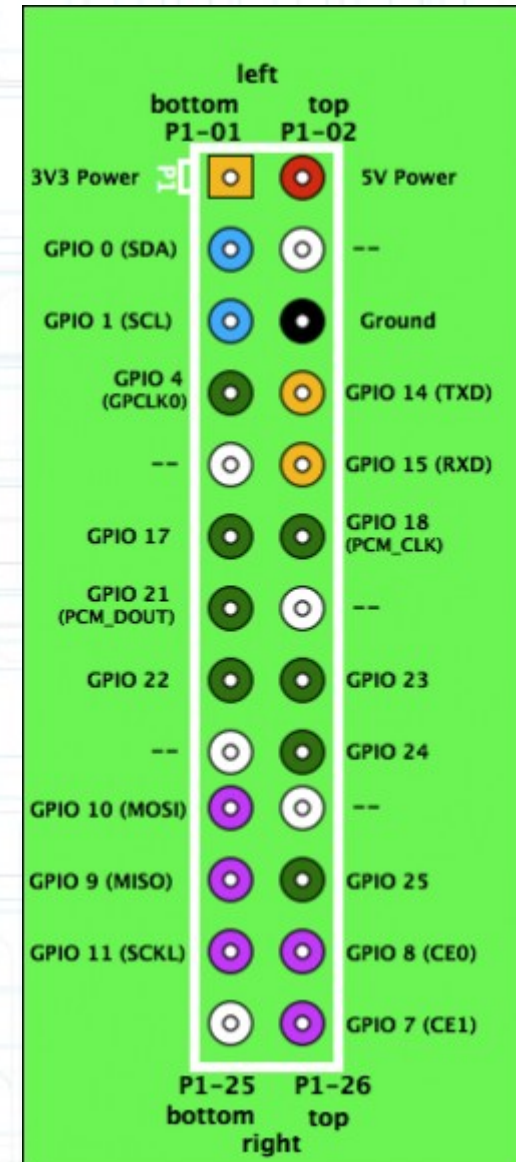 left
bottom top
P1-01 P1-02
3V3 Power P1 5V Power
GPIO 0 (SDA) --
GPIO 1 (SCL) Ground
GPIO 4
(GPCLK0) GPIO 14 (TXD)
-- GPIO 15 (RXD)
GPIO 17 GPIO 18
(PCM_CLK)
GPIO 21
(PCM_DOUT) --
GPIO 22 GPIO 23
-- GPIO 24
GPIO 10 (MOSI) --
GPIO 9 (MISO) GPIO 25
GPIO 11 (SCKL) GPIO 8 (CE0)
GPIO 7 (CE1)
P1-25 P1-26
bottom top
right